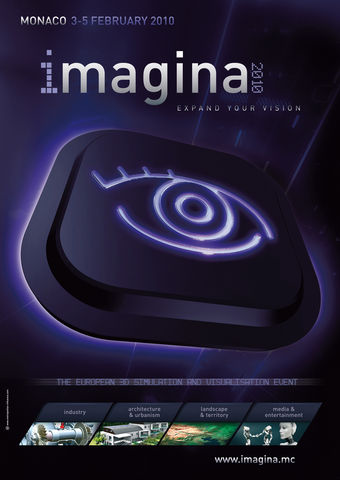 MONACO 3-5 FEBRUARY 2010
imagina 2010
EXPAND YOUR VISION
THE EUROPEAN 3D SIMULATION AND VISUALISATION EVENT
industry
architecture
& urbanism
landscape
& territory
media &
entertainment
www.imagina.mc